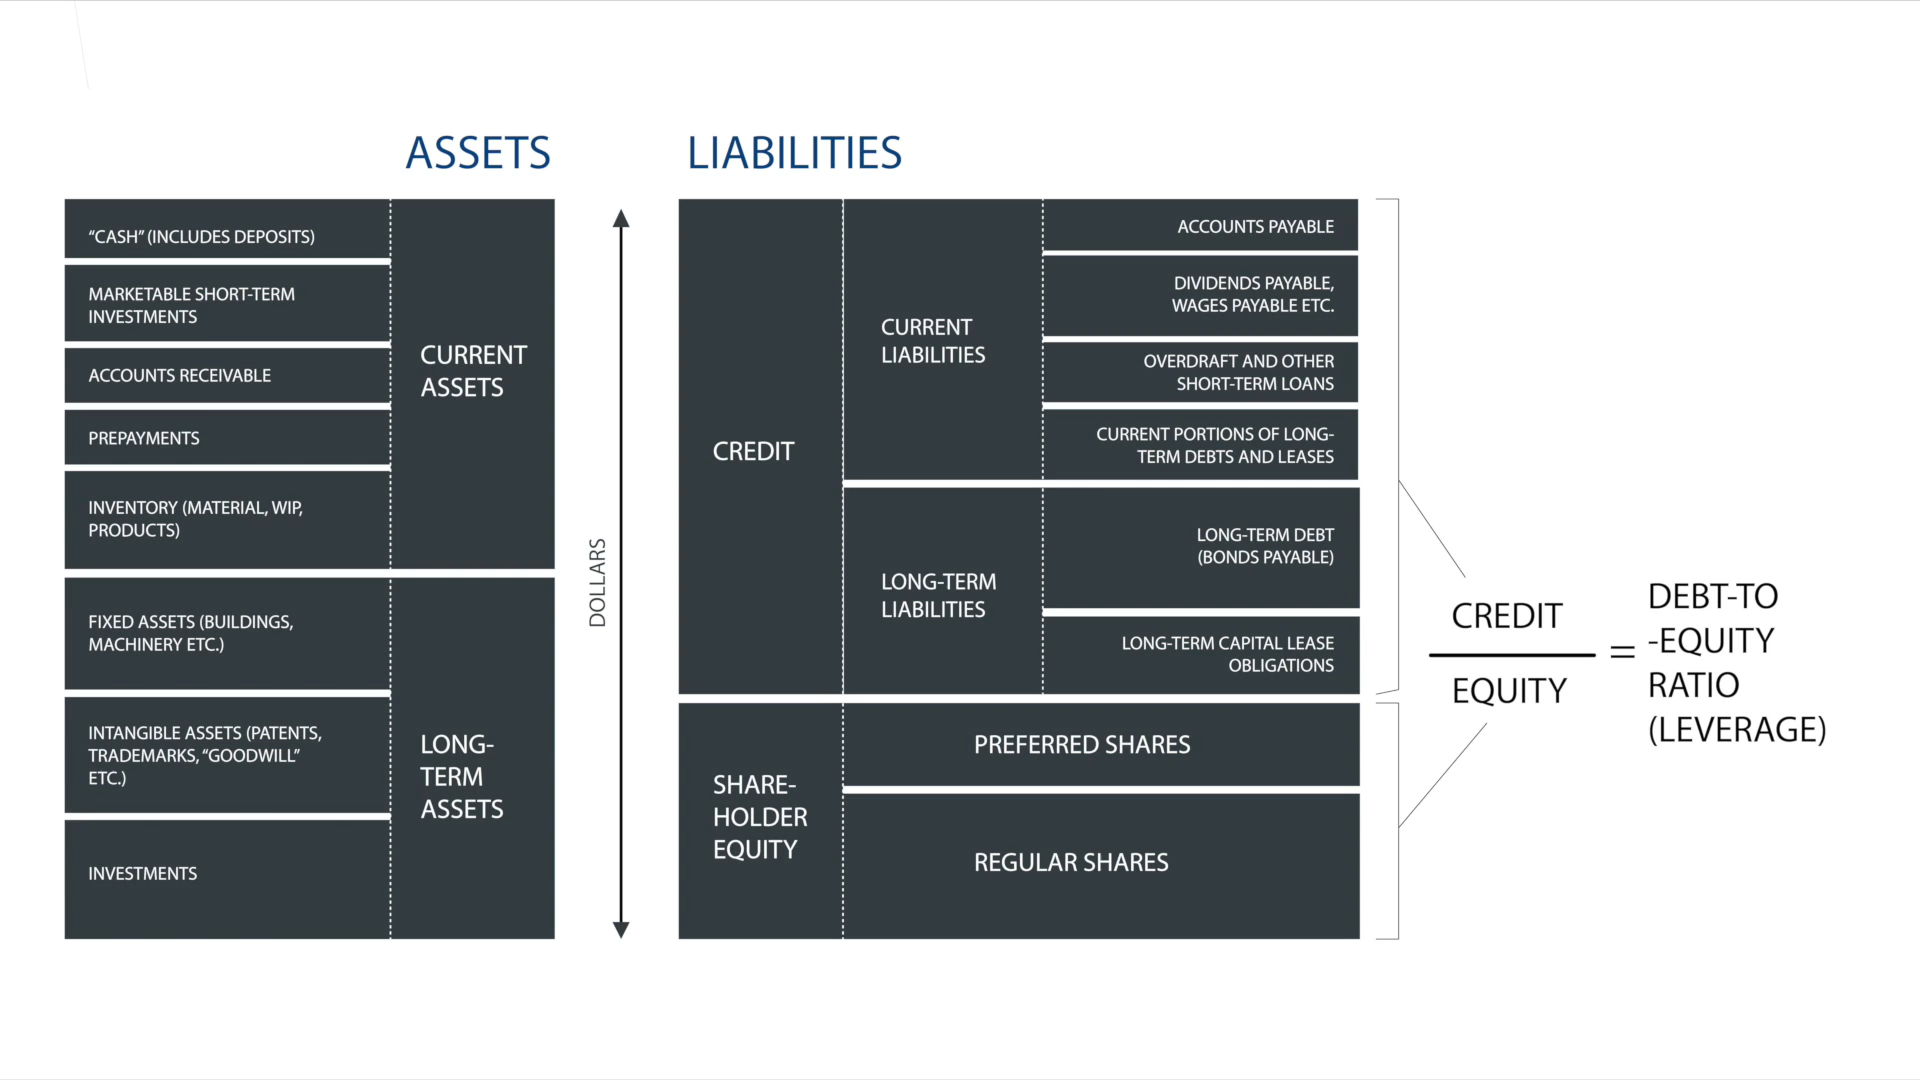 ASSETS
“CASH” (INCLUDES DEPOSITS)
MARKETABLE SHORT-TERM
INVESTMENTS
ACCOUNTS RECEIVABLE
PREPAYMENTS
INVENTORY (MATERIAL, WIP,
PRODUCTS)
CURRENT
ASSETS
FIXED ASSETS (BUILDINGS,
MACHINERY ETC.)
INTANGIBLE ASSETS (PATENTS,
TRADEMARKS, “GOODWILL”
ETC.)
INVESTMENTS
LONG-
TERM
ASSETS
DOLLARS
LIABILITIES
CREDIT
CURRENT
LIABILITIES
ACCOUNTS PAYABLE
DIVIDENDS PAYABLE,
WAGES PAYABLE ETC.
OVERDRAFT AND OTHER
SHORT-TERM LOANS
CURRENT PORTIONS OF LONG-
TERM DEBTS AND LEASES
LONG-TERM
LIABILITIES
LONG-TERM DEBT
(BONDS PAYABLE)
LONG-TERM CAPITAL LEASE
OBLIGATIONS
SHARE-
HOLDER
EQUITY
PREFERRED SHARES
REGULAR SHARES
CREDIT
EQUITY
=
DEBT-TO
-EQUITY
RATIO
(LEVERAGE)